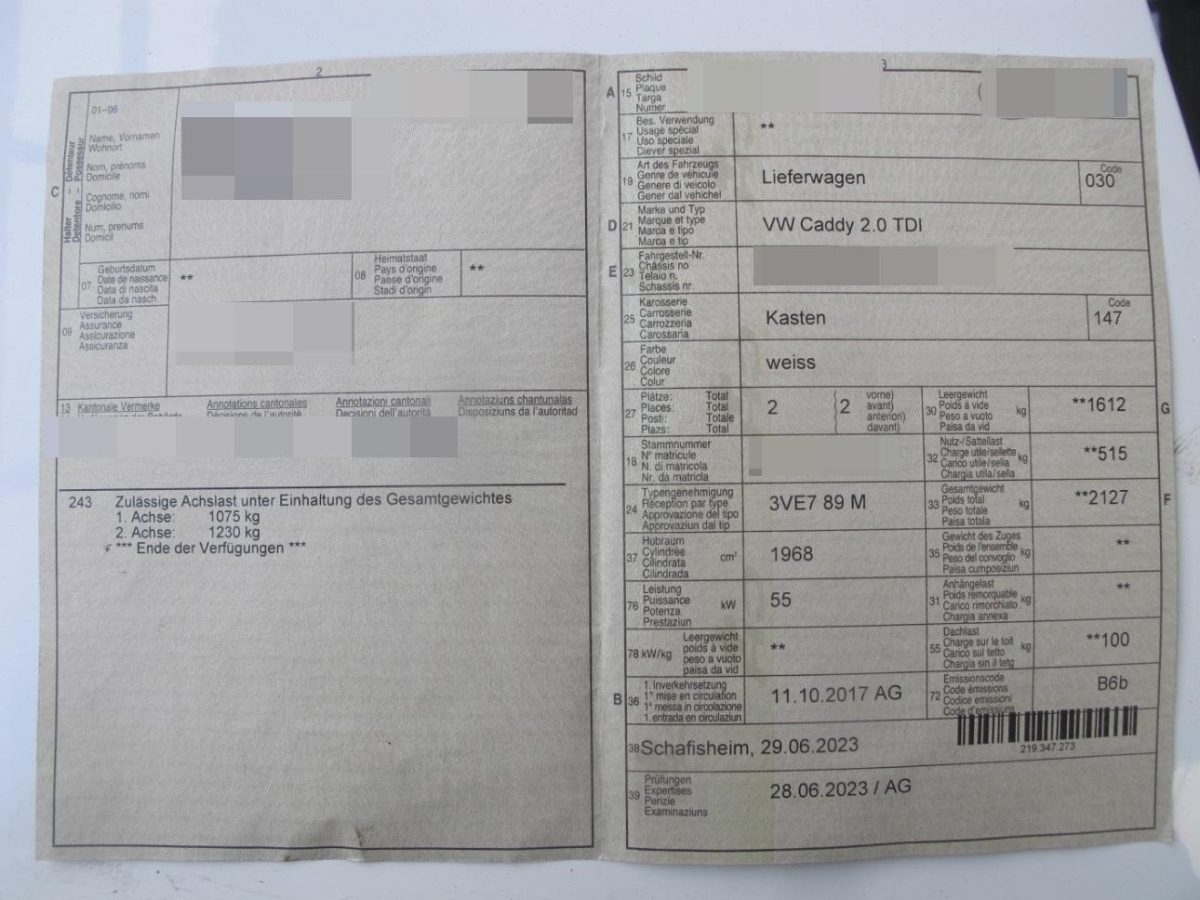 2
01-06
Halter
Détenteur
Detentore
Possessur
C
Name, Vornamen
Wohnort
Nom, prénoms
Domicile
Cognome, nomi
Domicilio
Num, prenums
Domicil
07
Geburtsdatum
Date de naissance
Data di nascita
Data da nasch.
**
08
Heimatstaat
Pays d'origine
Paese d'origine
Stadi d'origin
**
09
Versicherung
Assurance
Assicurazione
Assicuranza
13 Kantonale Vermerke Annotations cantonales Annotazioni cantonali Annotaziuns chantunalas
Décisions de l'autorité Decisioni dell'autorità Disposiziuns da l'autoritad
243 Zulässige Achslast unter Einhaltung des Gesamtgewichtes
1. Achse: 1075 kg
2. Achse: 1230 kg
*** Ende der Verfügungen ***
3
A 15
Schild
Plaque
Targa
Numer
17
Bes. Verwendung
Usage spécial
Uso speciale
Diever spezial
**
19
Art des Fahrzeugs
Genre de véhicule
Genere di veicolo
Gener dal vehichel
Lieferwagen
Code
030
D 21
Marke und Typ
Marque et type
Marca e tipo
Marca e tip
VW Caddy 2.0 TDI
E 23
Fahrgestell-Nr.
Châssis no
Telaio n.
Schassis nr.
25
Karosserie
Carrosserie
Carrozzeria
Carossaria
Kasten
Code
147
26
Farbe
Couleur
Colore
Colur
weiss
27
Plätze: Total
Places: Total
Posti: Totale
Plazs: Total
2
2
vorne)
avant)
anteriori)
davant)
30
Leergewicht
Poids à vide
Peso a vuoto
Paisa da vid
kg
**1612
G
18
Stammnummer
N° matricule
N. di matricola
Nr. da matricla
32
Nutz-/Sattellast
Charge utile/sellette
Carico utile/sella
Chargia utila/sella
kg
**515
24
Typengenehmigung
Réception par type
Approvazione del tipo
Approvaziun dal tip
3VE7 89 M
33
Gesamtgewicht
Poids total
Peso totale
Paisa totala
kg
**2127
F
37
Hubraum
Cylindrée
Cilindrata
Cilindrada
cm³
1968
35
Gewicht des Zuges
Poids de l'ensemble
Peso del convoglio
Paisa cumposiziun
kg
**
76
Leistung
Puissance
Potenza
Prestaziun
kW
55
31
Anhängelast
Poids remorquable
Carico rimorchiato
Chargia annexa
kg
**
78 kW/kg
Leergewicht
poids à vide
peso a vuoto
paisa da vid
**
55
Dachlast
Charge sur le toit
Carico sul tetto
Chargia sin il tetg
kg
**100
B 36
1. Inverkehrsetzung
1° mise en circulation
1° messa in circolazione
1. entrada en circulaziun
11.10.2017 AG
72
Emissionscode
Code émissions
Codice emissioni
Code d'emissiuns
B6b
38 Schafisheim, 29.06.2023
219.347.273
39
Prüfungen
Expertises
Perizie
Examinaziuns
28.06.2023 / AG